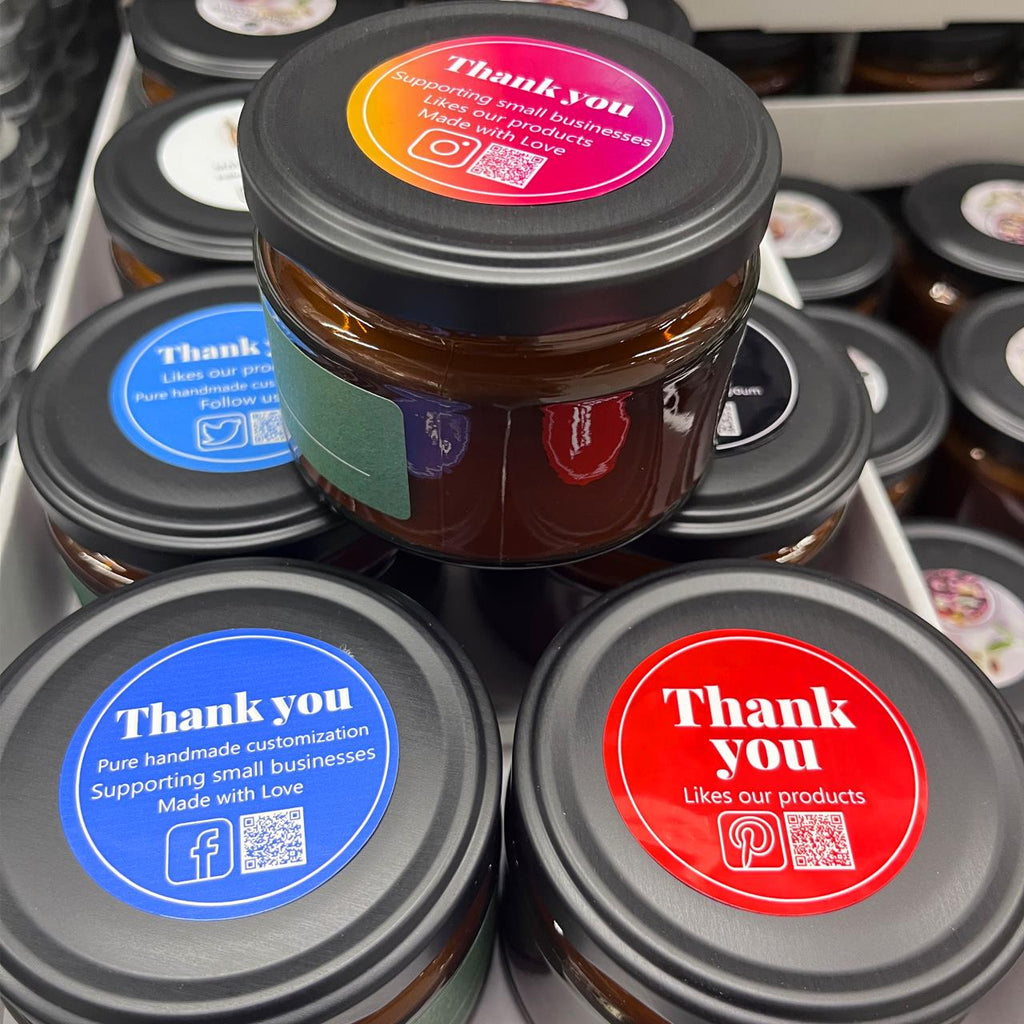 Thank you
Supporting small businesses
Likes our products
Made with Love
Thank
Likes our
Pure handmade
Follow us
Thank you
Pure handmade customization
Supporting small businesses
Made with Love
Thank
you
Likes our products